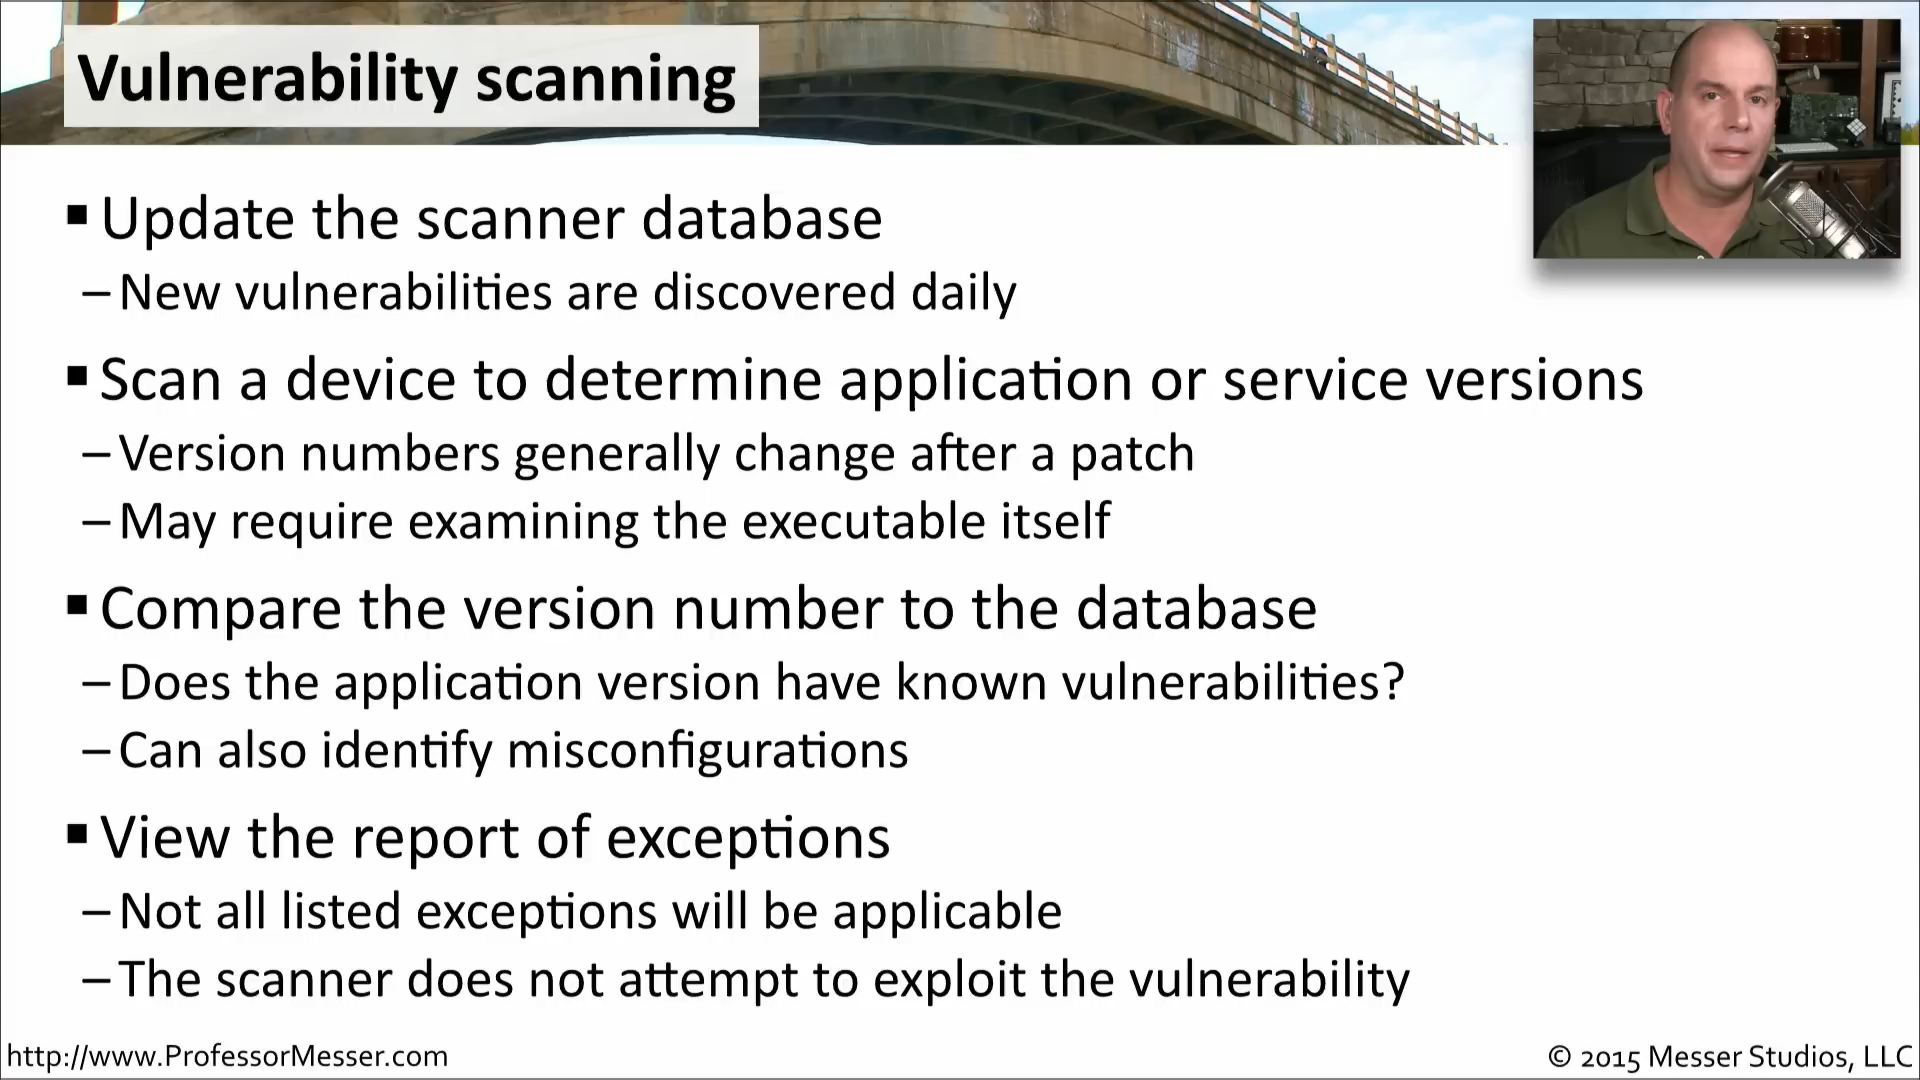 Vulnerability scanning
▪ Update the scanner database
– New vulnerabilities are discovered daily
▪ Scan a device to determine application or service versions
– Version numbers generally change after a patch
– May require examining the executable itself
▪ Compare the version number to the database
– Does the application version have known vulnerabilities?
– Can also identify misconfigurations
▪ View the report of exceptions
– Not all listed exceptions will be applicable
– The scanner does not attempt to exploit the vulnerability
http://www.ProfessorMesser.com
© 2015 Messer Studios, LLC